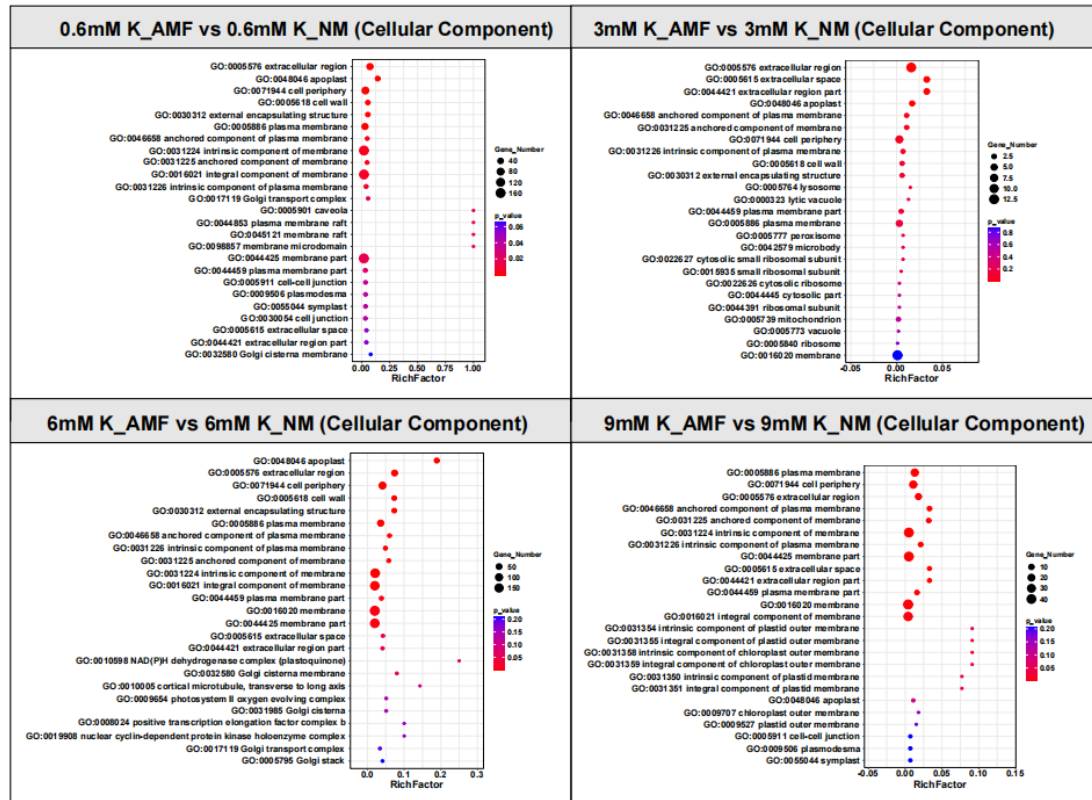 0.6mM K_AMF vs 0.6mM K_NM (Cellular Component)
GO:0005576 extracellular region
GO:0048046 apoplast
GO:0071944 cell periphery
GO:0005618 cell wall
GO:0030312 external encapsulating structure
GO:0005886 plasma membrane
GO:0046658 anchored component of plasma membrane
GO:0031224 intrinsic component of membrane
GO:0031225 anchored component of membrane
GO:0016021 integral component of membrane
GO:0031226 intrinsic component of plasma membrane
GO:0017119 Golgi transport complex
GO:0005901 caveola
GO:0044853 plasma membrane raft
GO:0045121 membrane raft
GO:0098857 membrane microdomain
GO:0044425 membrane part
GO:0044459 plasma membrane part
GO:0005911 cell-cell junction
GO:0009506 plasmodesma
GO:0055044 symplast
GO:0030054 cell junction
GO:0005615 extracellular space
GO:0044421 extracellular region part
GO:0032580 Golgi cisterna membrane
0.00 0.25 0.50 0.75 1.00
RichFactor
Gene_Number
40
80
120
160
p_value
0.06
0.04
0.02
3mM K_AMF vs 3mM K_NM (Cellular Component)
GO:0005576 extracellular region
GO:0005615 extracellular space
GO:0044421 extracellular region part
GO:0048046 apoplast
GO:0046658 anchored component of plasma membrane
GO:0031225 anchored component of membrane
GO:0071944 cell periphery
GO:0031226 intrinsic component of plasma membrane
GO:0005618 cell wall
GO:0030312 external encapsulating structure
GO:0005764 lysosome
GO:0000323 lytic vacuole
GO:0044459 plasma membrane part
GO:0005886 plasma membrane
GO:0005777 peroxisome
GO:0042579 microbody
GO:0022627 cytosolic small ribosomal subunit
GO:0015935 small ribosomal subunit
GO:0022626 cytosolic ribosome
GO:0044445 cytosolic part
GO:0044391 ribosomal subunit
GO:0005739 mitochondrion
GO:0005773 vacuole
GO:0005840 ribosome
GO:0016020 membrane
-0.05 0.00 0.05
RichFactor
Gene_Number
2.5
5.0
7.5
10.0
12.5
p_value
0.8
0.6
0.4
0.2
6mM K_AMF vs 6mM K_NM (Cellular Component)
GO:0048046 apoplast
GO:0005576 extracellular region
GO:0071944 cell periphery
GO:0005618 cell wall
GO:0030312 external encapsulating structure
GO:0005886 plasma membrane
GO:0046658 anchored component of plasma membrane
GO:0031226 intrinsic component of plasma membrane
GO:0031225 anchored component of membrane
GO:0031224 intrinsic component of membrane
GO:0016021 integral component of membrane
GO:0044459 plasma membrane part
GO:0016020 membrane
GO:0044425 membrane part
GO:0005615 extracellular space
GO:0044421 extracellular region part
GO:0010598 NAD(P)H dehydrogenase complex (plastoquinone)
GO:0032580 Golgi cisterna membrane
GO:0010005 cortical microtubule, transverse to long axis
GO:0009654 photosystem II oxygen evolving complex
GO:0031985 Golgi cisterna
GO:0008024 positive transcription elongation factor complex b
GO:0019908 nuclear cyclin-dependent protein kinase holoenzyme complex
GO:0017119 Golgi transport complex
GO:0005795 Golgi stack
0.0 0.1 0.2 0.3
RichFactor
Gene_Number
50
100
150
p_value
0.20
0.15
0.10
0.05
9mM K_AMF vs 9mM K_NM (Cellular Component)
GO:0005886 plasma membrane
GO:0071944 cell periphery
GO:0005576 extracellular region
GO:0046658 anchored component of plasma membrane
GO:0031225 anchored component of membrane
GO:0031224 intrinsic component of membrane
GO:0031226 intrinsic component of plasma membrane
GO:0044425 membrane part
GO:0005615 extracellular space
GO:0044421 extracellular region part
GO:0044459 plasma membrane part
GO:0016020 membrane
GO:0016021 integral component of membrane
GO:0031354 intrinsic component of plastid outer membrane
GO:0031355 integral component of plastid outer membrane
GO:0031358 intrinsic component of chloroplast outer membrane
GO:0031359 integral component of chloroplast outer membrane
GO:0031350 intrinsic component of plastid membrane
GO:0031351 integral component of plastid membrane
GO:0048046 apoplast
GO:0009707 chloroplast outer membrane
GO:0009527 plastid outer membrane
GO:0005911 cell-cell junction
GO:0009506 plasmodesma
GO:0055044 symplast
-0.05 0.00 0.05 0.10 0.15
RichFactor
Gene_Number
10
20
30
40
p_value
0.20
0.15
0.10
0.05